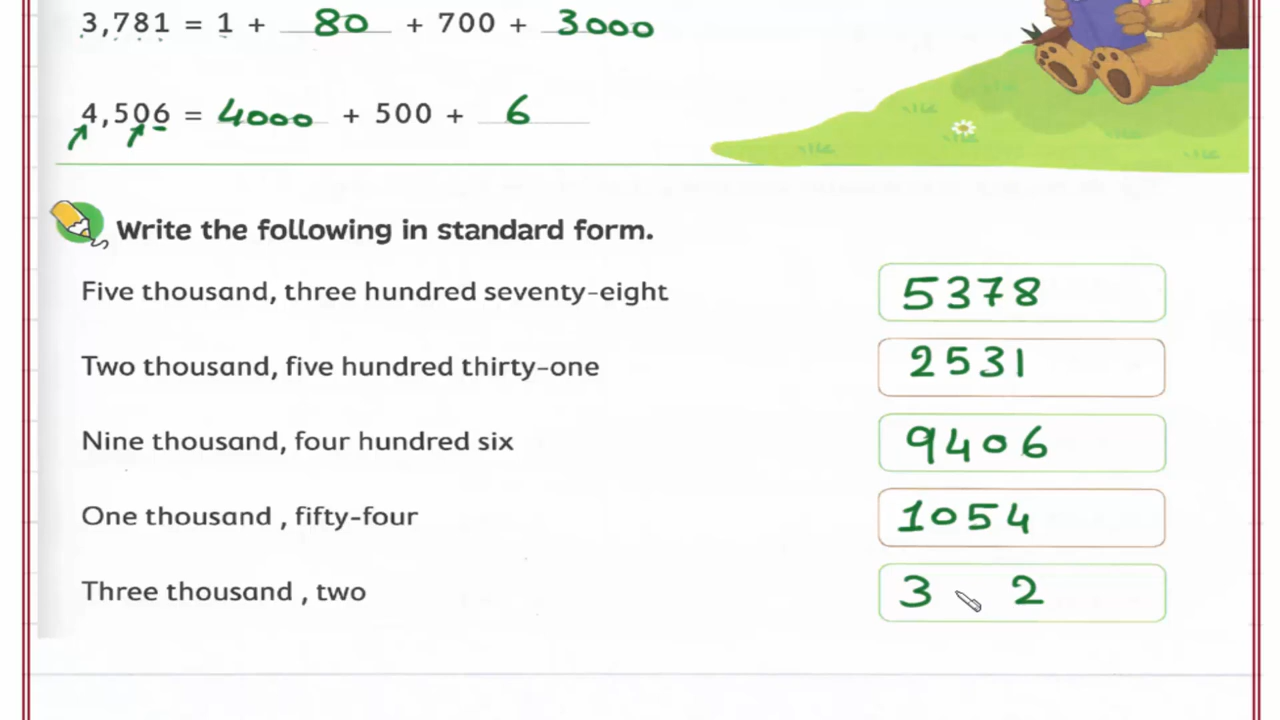 3,781 = 1 + 80 + 700 + 3000
4,506 = 4000 + 500 + 6
Write the following in standard form.
Five thousand, three hundred seventy-eight 5378
Two thousand, five hundred thirty-one 2531
Nine thousand, four hundred six 9406
One thousand , fifty-four 1054
Three thousand , two 3 2